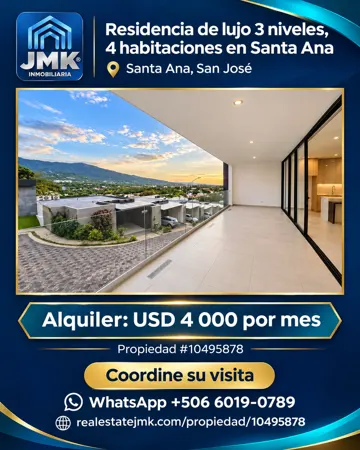 JMK
INMOBILIARIA
Residencia de lujo 3 niveles,
4 habitaciones en Santa Ana
Santa Ana, San José
Alquiler: USD 4 000 por mes
Propiedad #10495878
Coordine su visita
WhatsApp +506 6019-0789
realestatejmk.com/propiedad/10495878